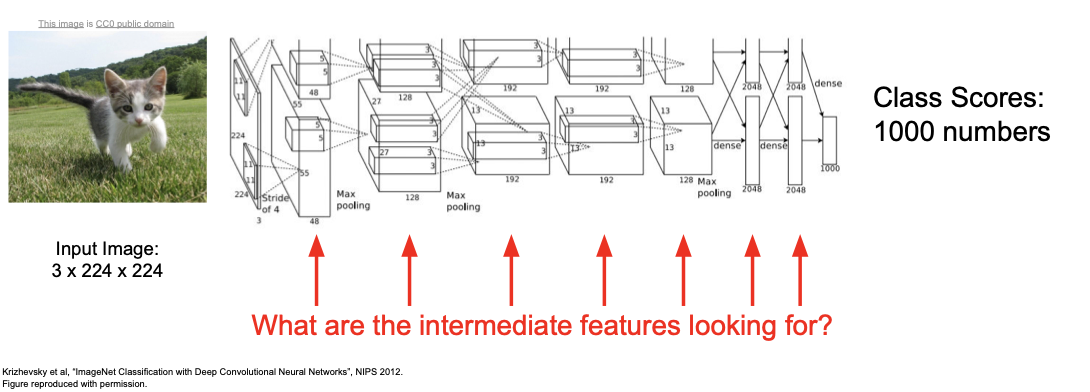 This image is CC0 public domain
11
11
224
11
11
224
3
Stride
of 4
5
5
48
55
5
5
55
48
Max
pooling
3
3
128
27
3
3
27
3
3
128
Max
pooling
3
3
192
13
3
13
3
192
3
3
192
13
3
13
3
192
128
13
13
128
Max
pooling
2048
2048
dense
dense
dense
2048
2048
1000
Class Scores:
1000 numbers
Input Image:
3 x 224 x 224
What are the intermediate features looking for?
Krizhevsky et al, “ImageNet Classification with Deep Convolutional Neural Networks”, NIPS 2012.
Figure reproduced with permission.